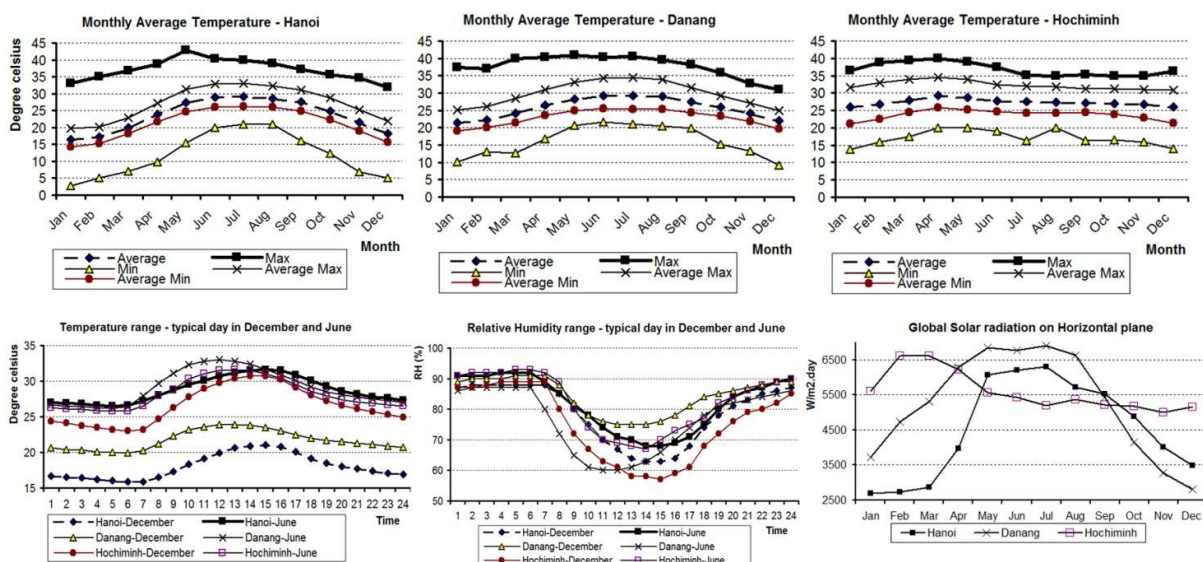 Monthly Average Temperature - Hanoi
Degree celsius
45
40
35
30
25
20
15
10
5
0
Jan Feb Mar Apr May Jun Jul Aug Sep Oct Nov Dec
Month
Average Max
Min Average Max
Average Min
Monthly Average Temperature - Danang
45
40
35
30
25
20
15
10
5
0
Jan Feb Mar Apr May Jun Jul Aug Sep Oct Nov Dec
Month
Average Max
Min Average Max
Average Min
Monthly Average Temperature - Hochiminh
45
40
35
30
25
20
15
10
5
0
Jan Feb Mar Apr May Jun Jul Aug Sep Oct Nov Dec
Month
Average Max
Min Average Max
Average Min
Temperature range - typical day in December and June
Degree celsius
35
30
25
20
15
1 2 3 4 5 6 7 8 9 10 11 12 13 14 15 16 17 18 19 20 21 22 23 24
Time
Hanoi-December Hanoi-June
Danang-December Danang-June
Hochiminh-December Hochiminh-June
Relative Humidity range - typical day in December and June
RH (%)
100
90
80
70
60
50
1 2 3 4 5 6 7 8 9 10 11 12 13 14 15 16 17 18 19 20 21 22 23 24
Time
Hanoi-December Hanoi-June
Danang-December Danang-June
Hochiminh-December Hochiminh-June
Global Solar radiation on Horizontal plane
W/m2.day
6500
5500
4500
3500
2500
Jan Feb Mar Apr May Jun Jul Aug Sep Oct Nov Dec
Hanoi Danang Hochiminh